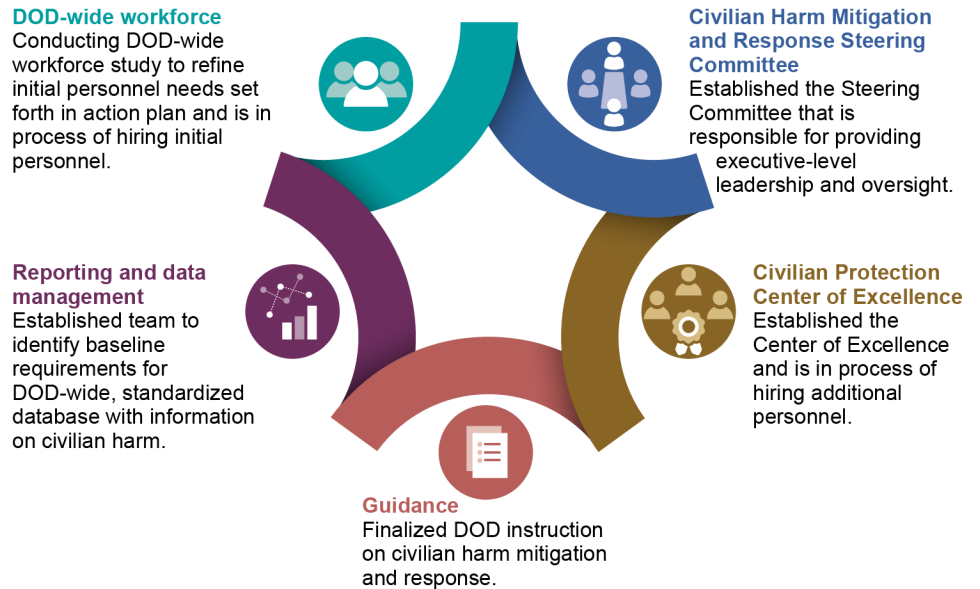 DOD-wide workforce
Conducting DOD-wide
workforce study to refine
initial personnel needs set
forth in action plan and is in
process of hiring initial
personnel.
Civilian Harm Mitigation
and Response Steering
Committee
Established the Steering
Committee that is
responsible for providing
executive-level
leadership and oversight.
Reporting and data
management
Established team to
identify baseline
requirements for
DOD-wide, standardized
database with information
on civilian harm.
Civilian Protection
Center of Excellence
Established the
Center of Excellence
and is in process of
hiring additional
personnel.
Guidance
Finalized DOD instruction
on civilian harm mitigation
and response.